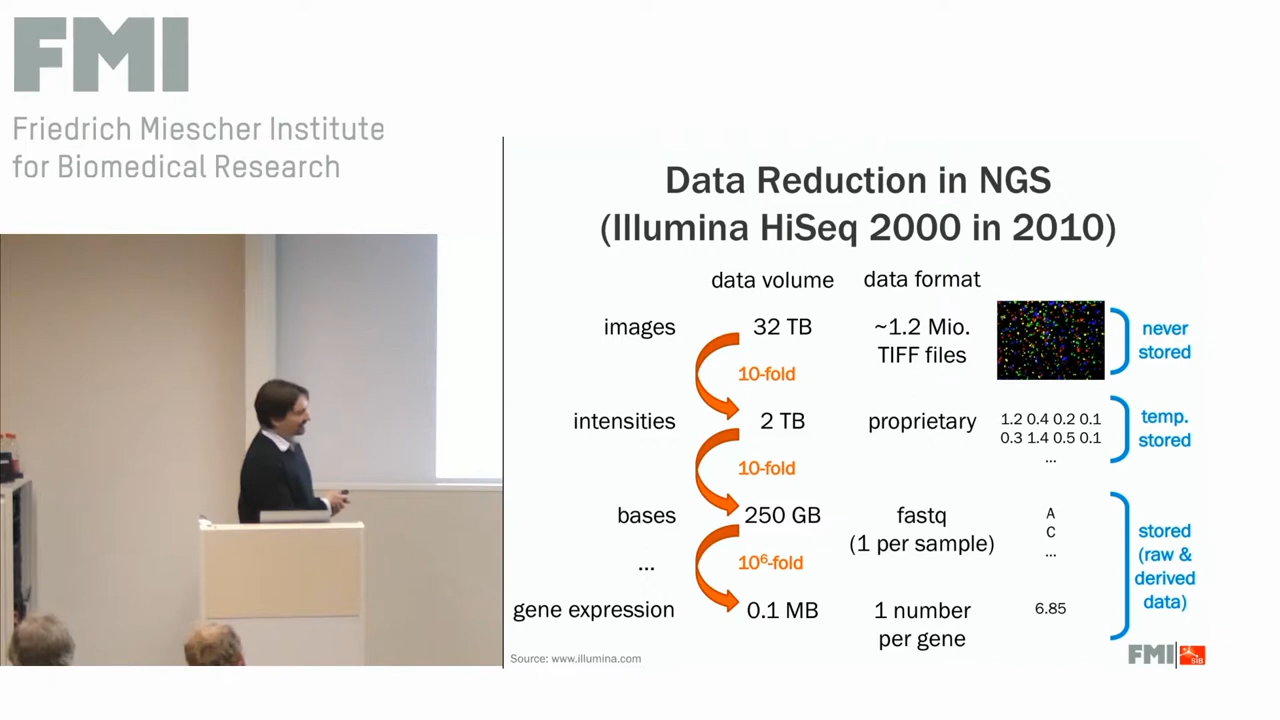 FMI
Friedrich Miescher Institute
for Biomedical Research
Data Reduction in NGS
(Illumina HiSeq 2000 in 2010)
data volume data format
images 32 TB ~1.2 Mio.
TIFF files
never
stored
10-fold
intensities 2 TB proprietary
1.2 0.4 0.2 0.1
0.3 1.4 0.5 0.1
...
temp.
stored
10-fold
bases 250 GB fastq
(1 per sample)
A
C
...
stored
(raw &
derived
data)
... 10⁶-fold
gene expression 0.1 MB 1 number
per gene
6.85
Source: www.illumina.com
FMI SIB